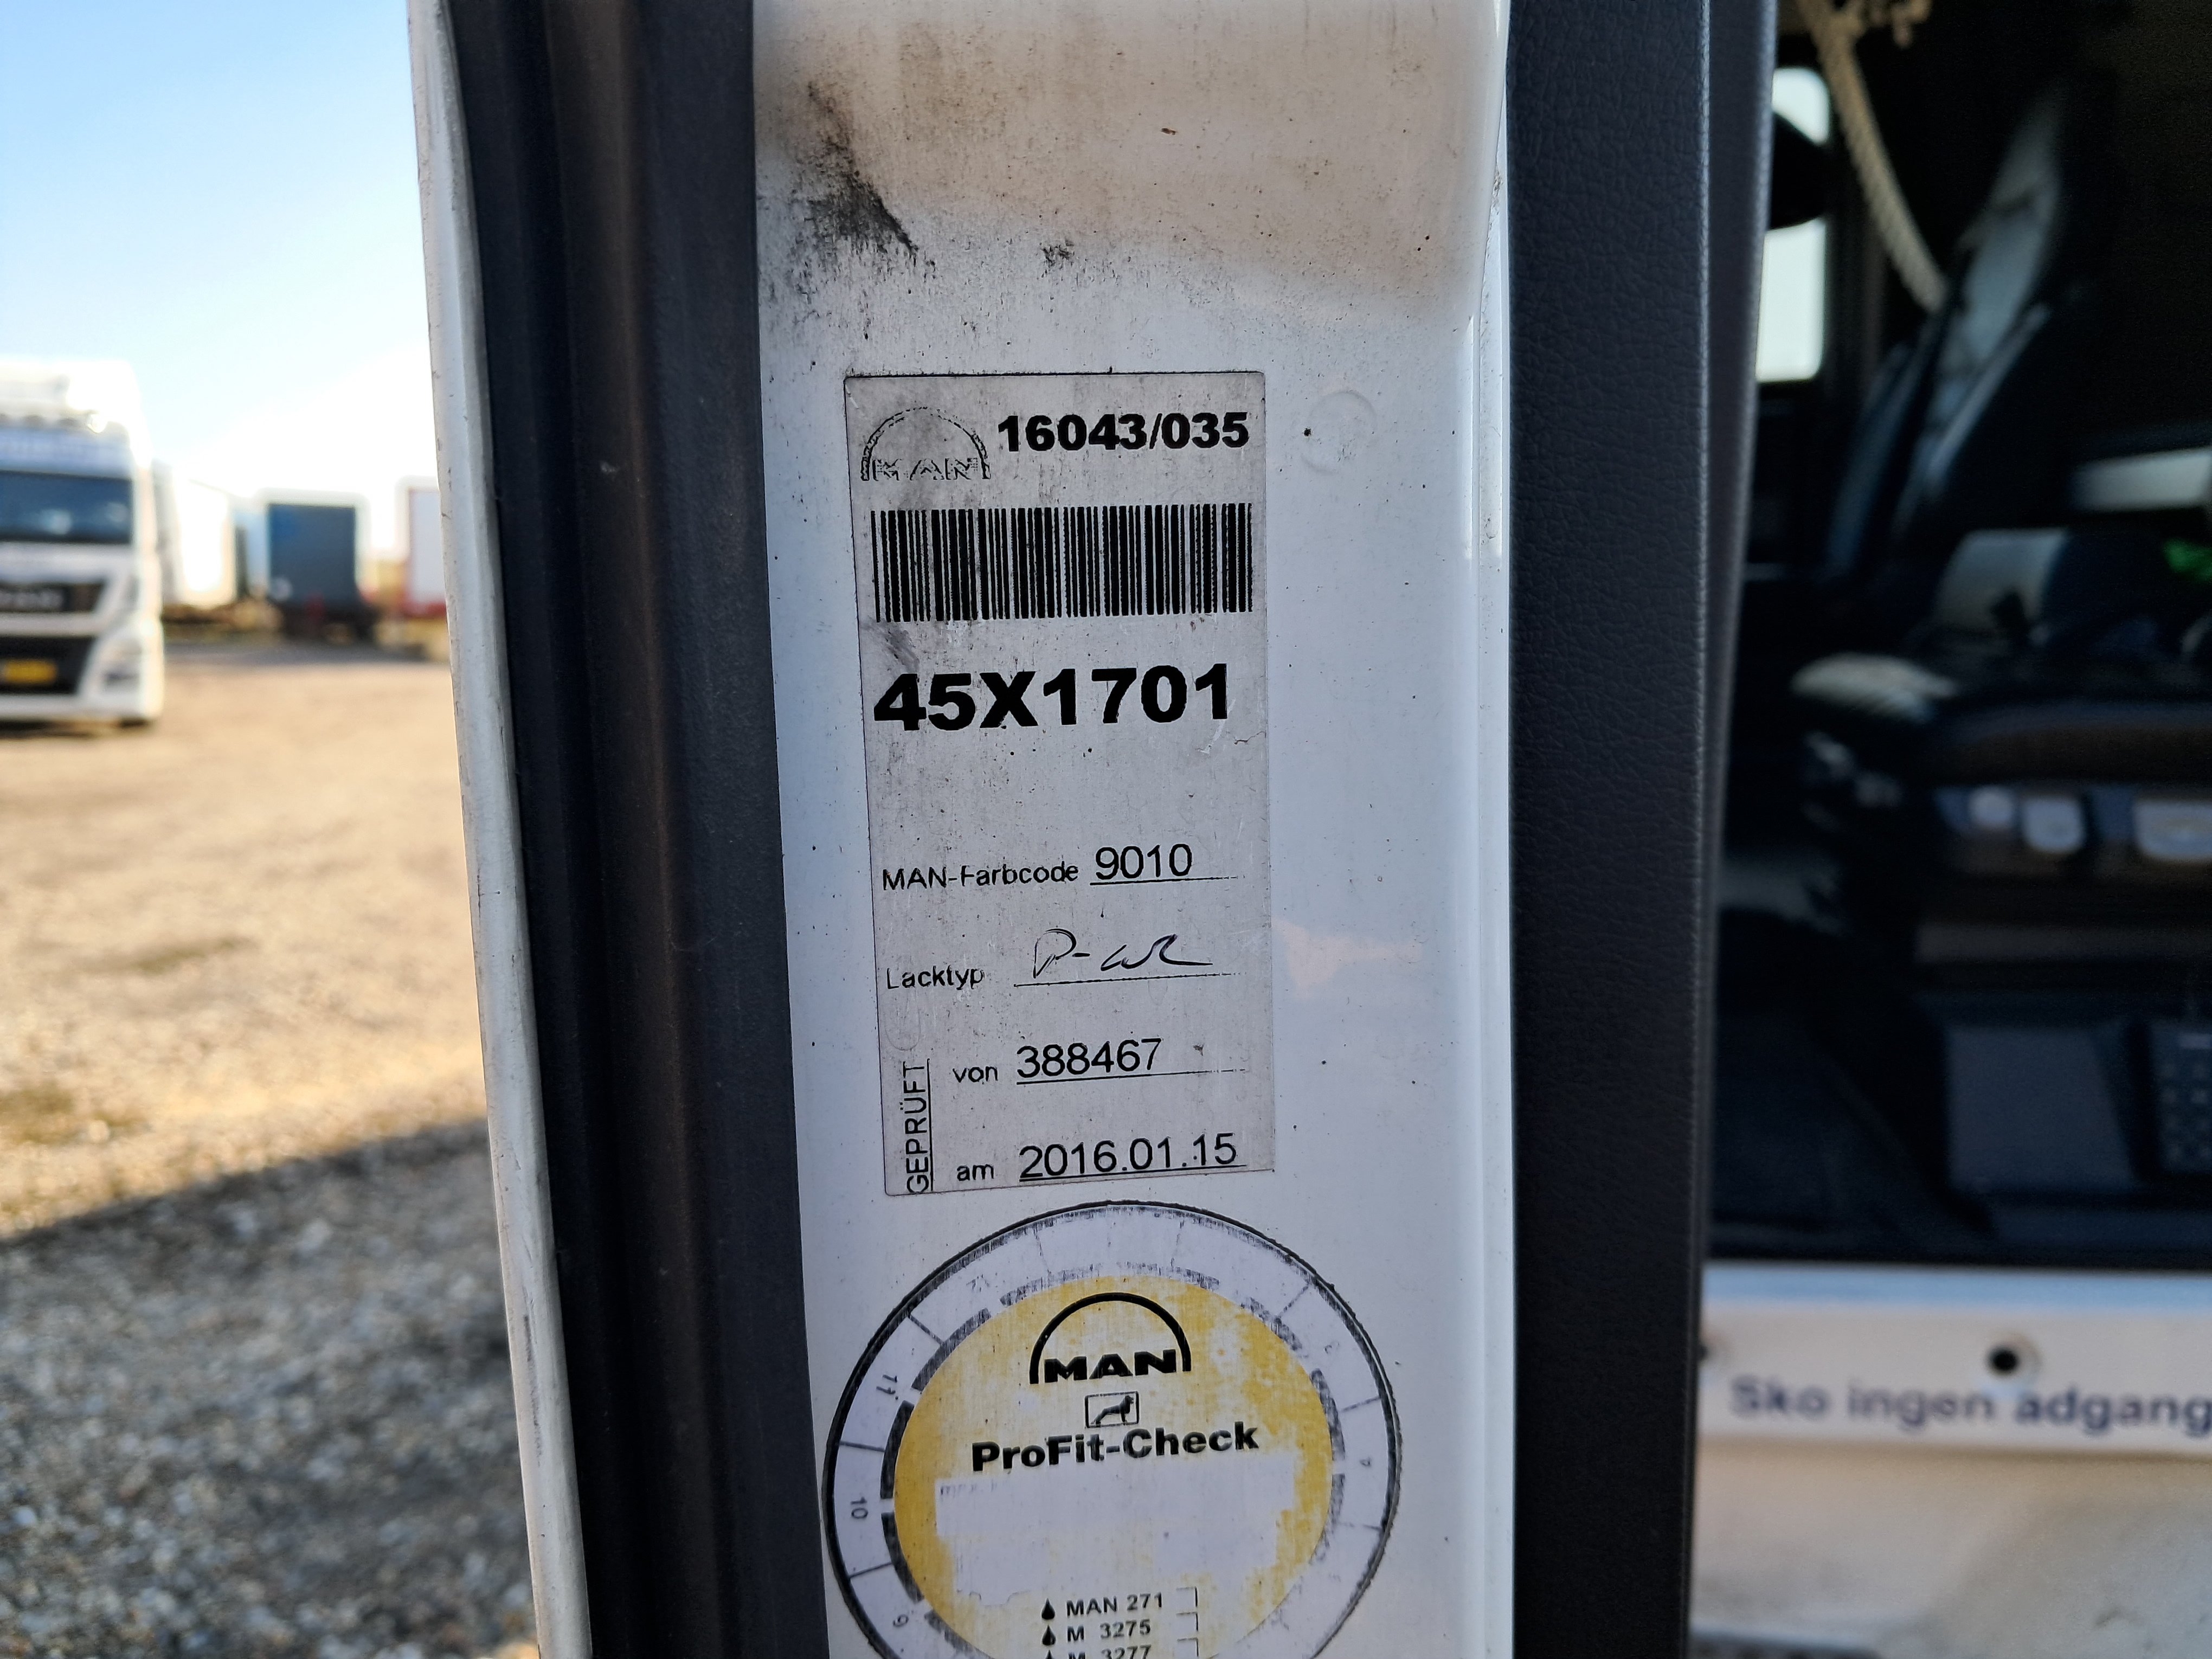 MAN 16043/035
45X1701
MAN-Farbcode 9010
Lacktyp
GEPRÜFT
von 388467
am 2016.01.15
MAN
ProFit-Check
MAN 271
M 3275
M 3277
11
10
9
4
Sko ingen adgang